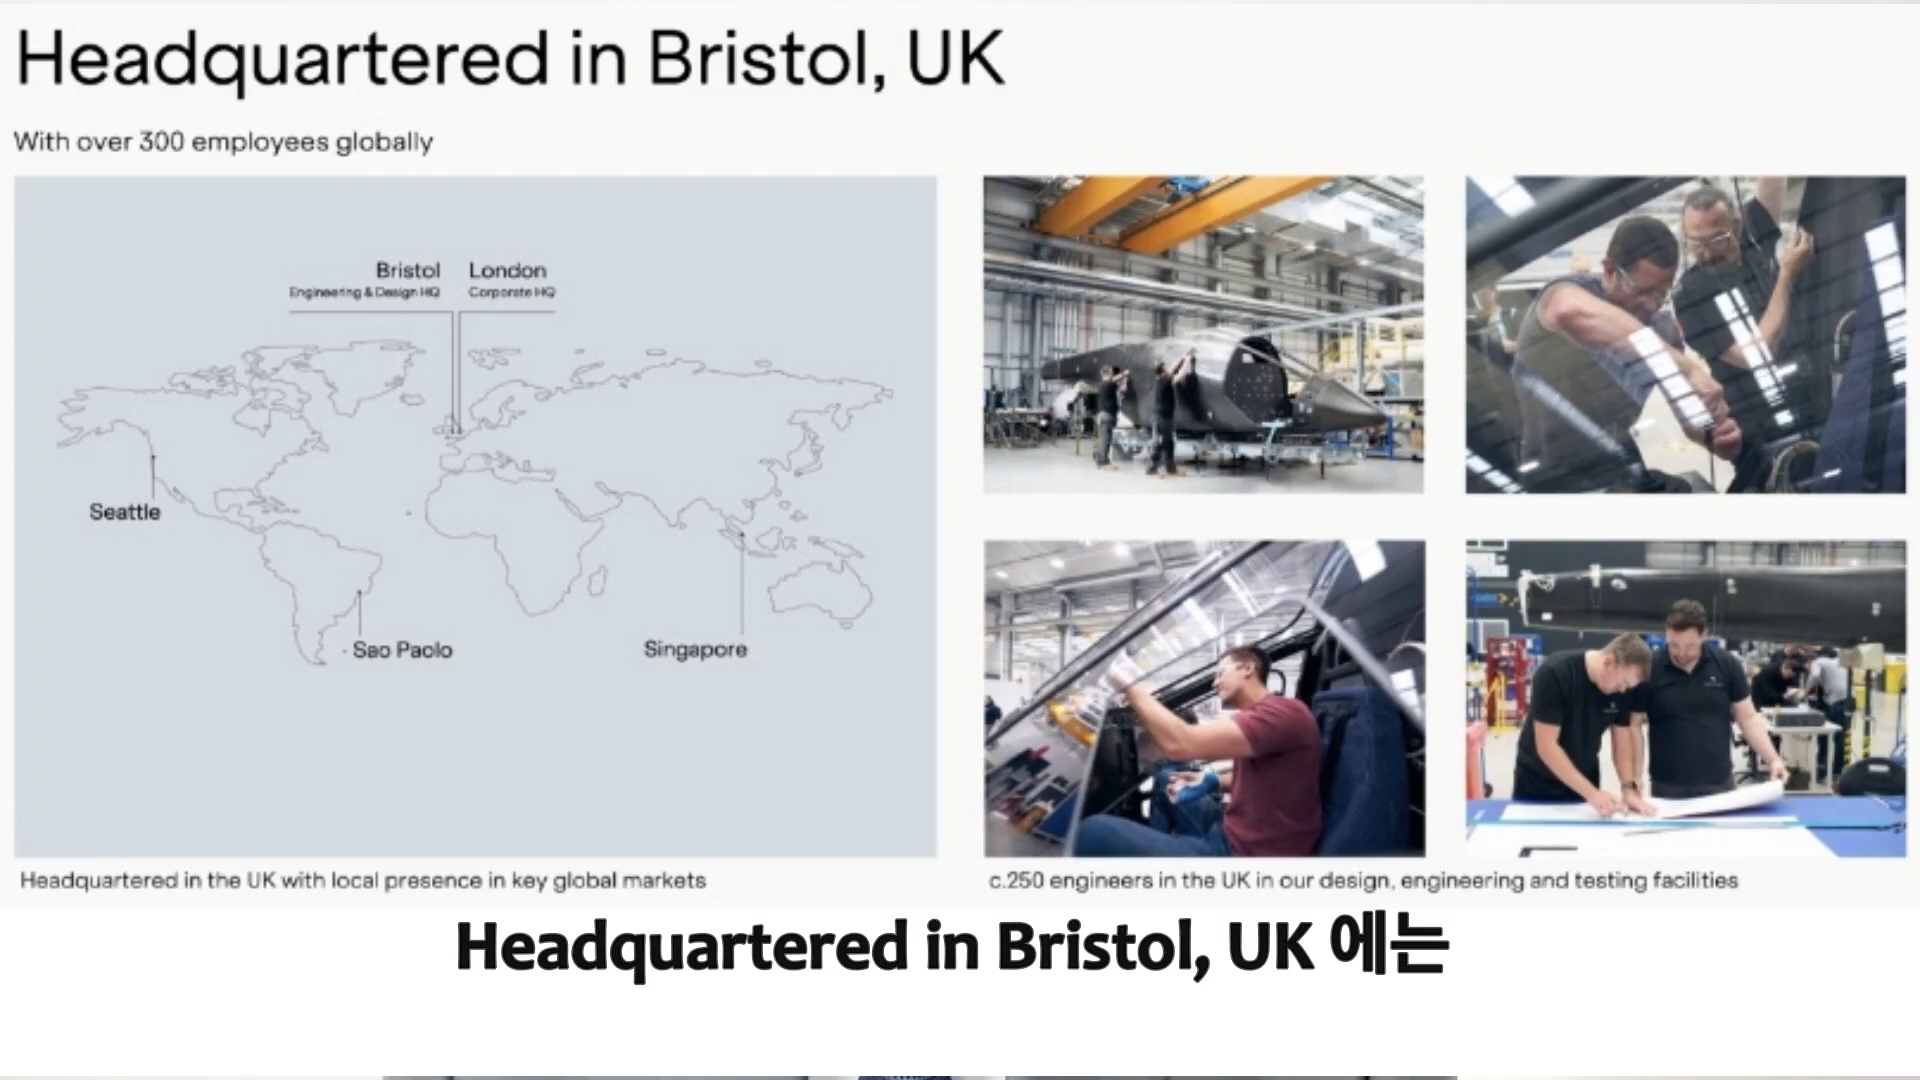 Headquartered in Bristol, UK
With over 300 employees globally
Bristol
Engineering & Design HQ
London
Corporate HQ
Seattle
Sao Paolo
Singapore
Headquartered in the UK with local presence in key global markets
c.250 engineers in the UK in our design, engineering and testing facilities
Headquartered in Bristol, UK 에는